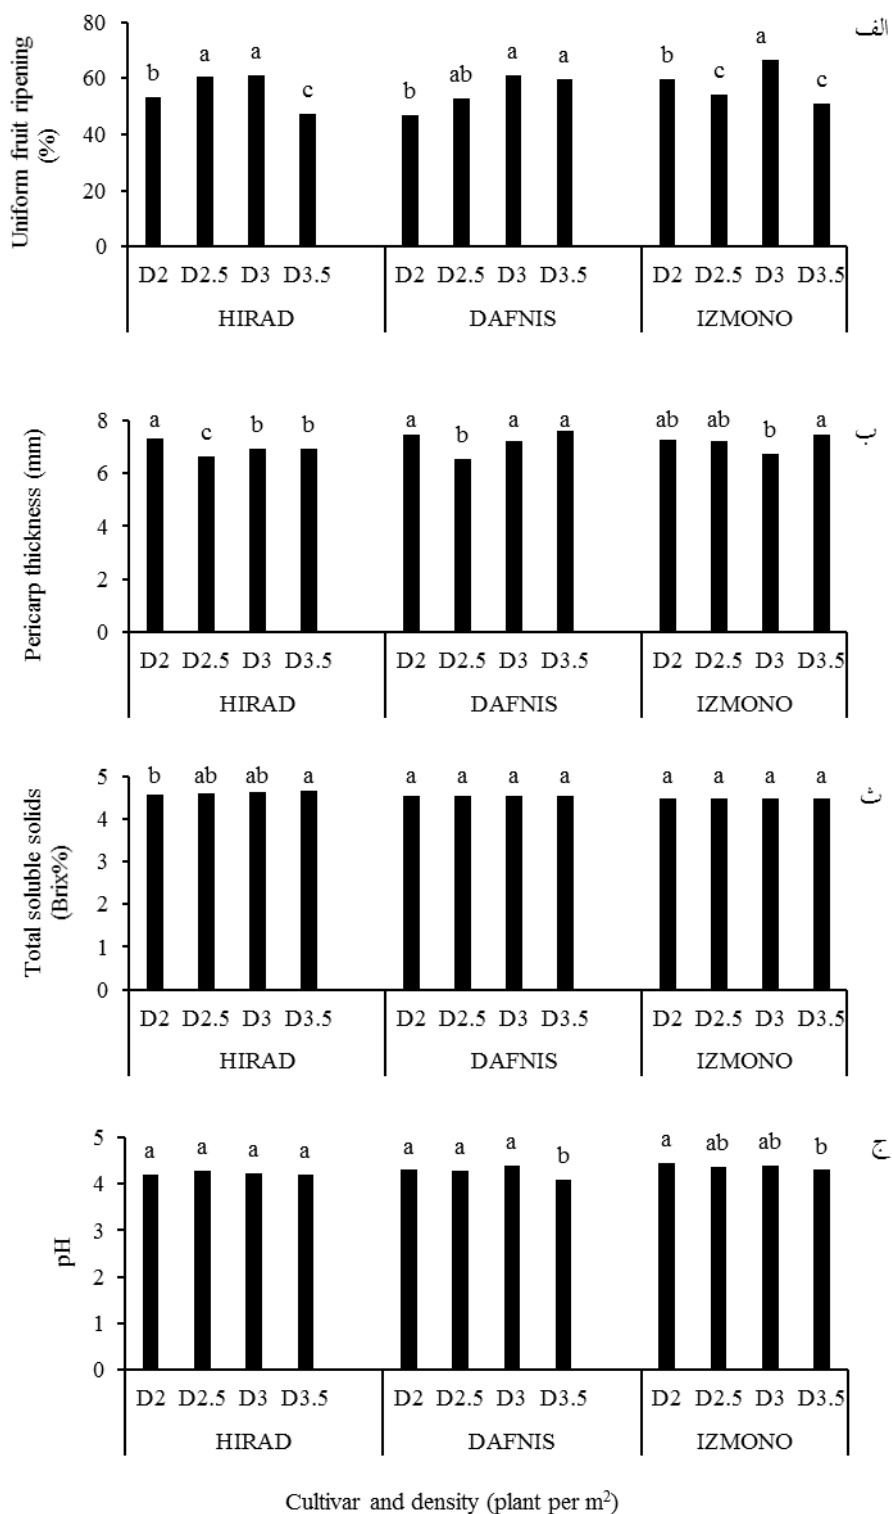 الف
Uniform fruit ripening
(%)
80
60
40
20
0
b a a c b ab a a b c a c
D2 D2.5 D3 D3.5 D2 D2.5 D3 D3.5 D2 D2.5 D3 D3.5
HIRAD DAFNIS IZMONO
ب
Pericarp thickness (mm)
8
6
4
2
0
a c b b a b a a ab ab b a
D2 D2.5 D3 D3.5 D2 D2.5 D3 D3.5 D2 D2.5 D3 D3.5
HIRAD DAFNIS IZMONO
ث
Total soluble solids
(Brix%)
5
4
3
2
1
0
b ab ab a a a a a a a a a
D2 D2.5 D3 D3.5 D2 D2.5 D3 D3.5 D2 D2.5 D3 D3.5
HIRAD DAFNIS IZMONO
ج
pH
5
4
3
2
1
0
a a a a a a a b a ab ab b
D2 D2.5 D3 D3.5 D2 D2.5 D3 D3.5 D2 D2.5 D3 D3.5
HIRAD DAFNIS IZMONO
Cultivar and density (plant per m²)